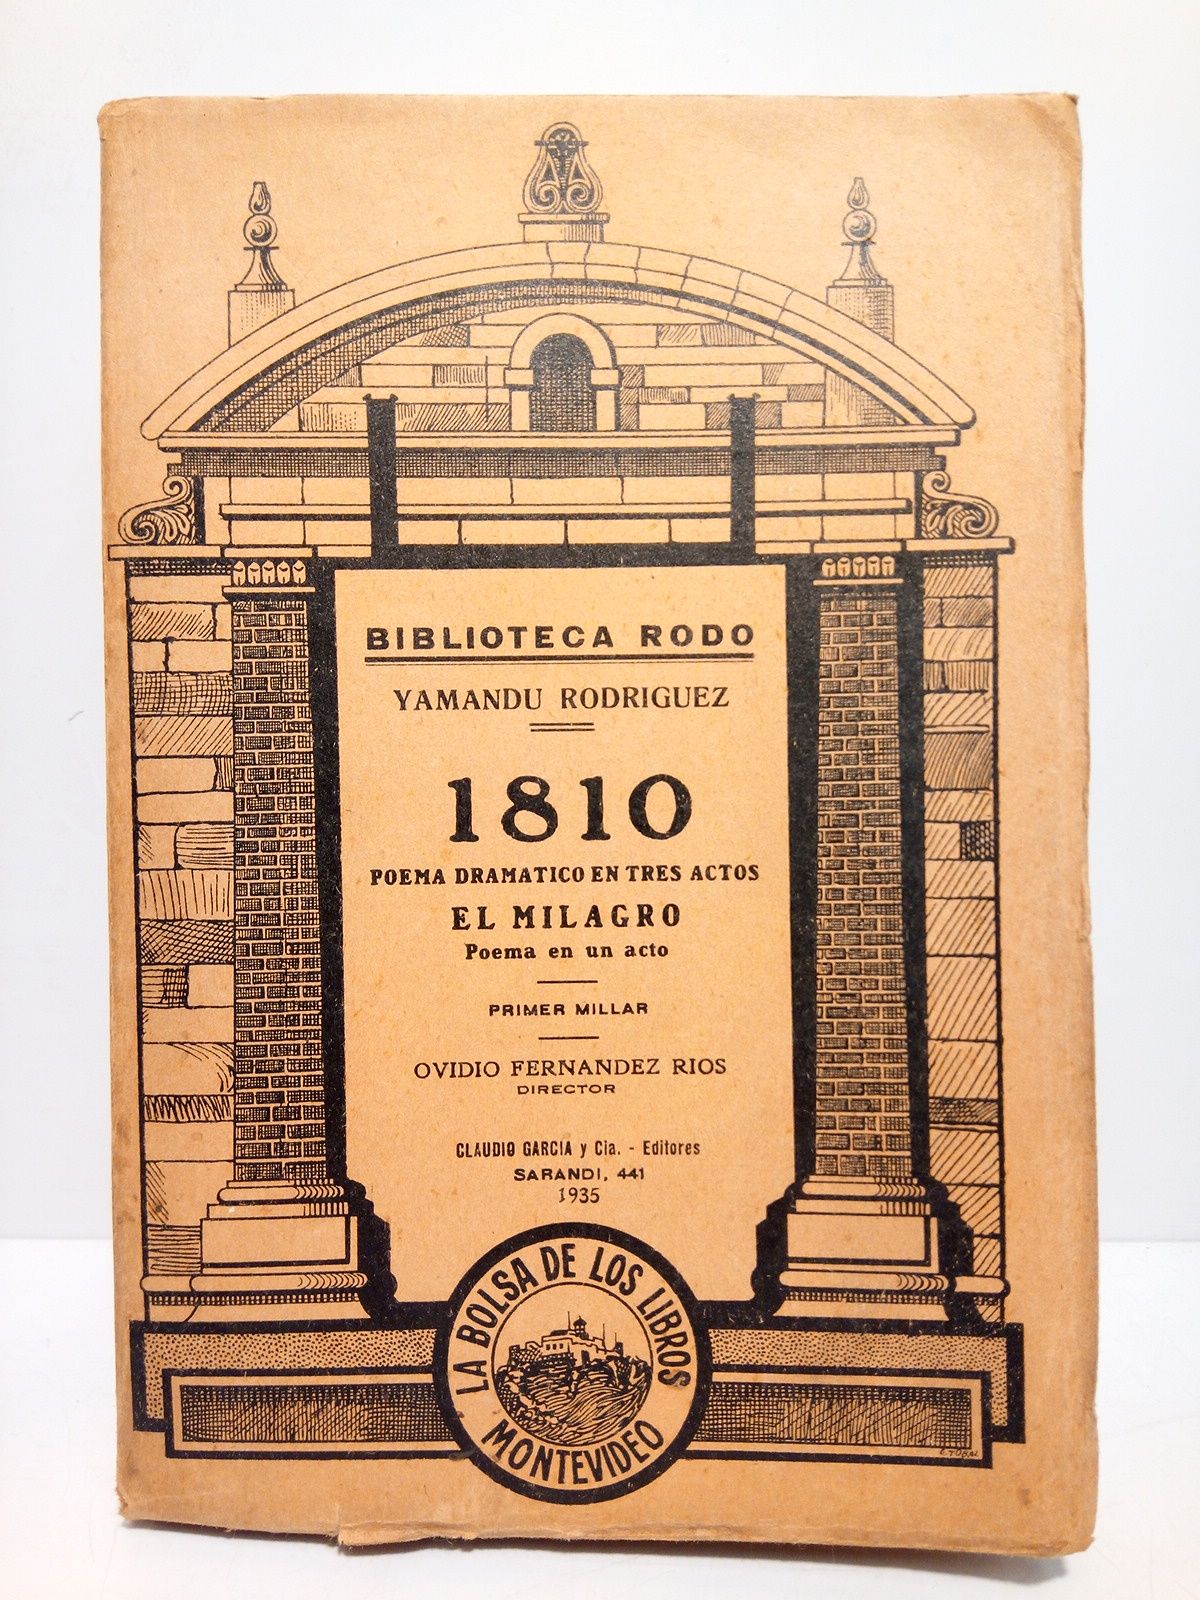 BIBLIOTECA RODO
YAMANDU RODRIGUEZ
1810
POEMA DRAMATICO EN TRES ACTOS
EL MILAGRO
Poema en un acto
PRIMER MILLAR
OVIDIO FERNANDEZ RIOS
DIRECTOR
CLAUDIO GARCIA y Cia. - Editores
SARANDI, 441
1935
LA BOLSA DE LOS LIBROS
MONTEVIDEO